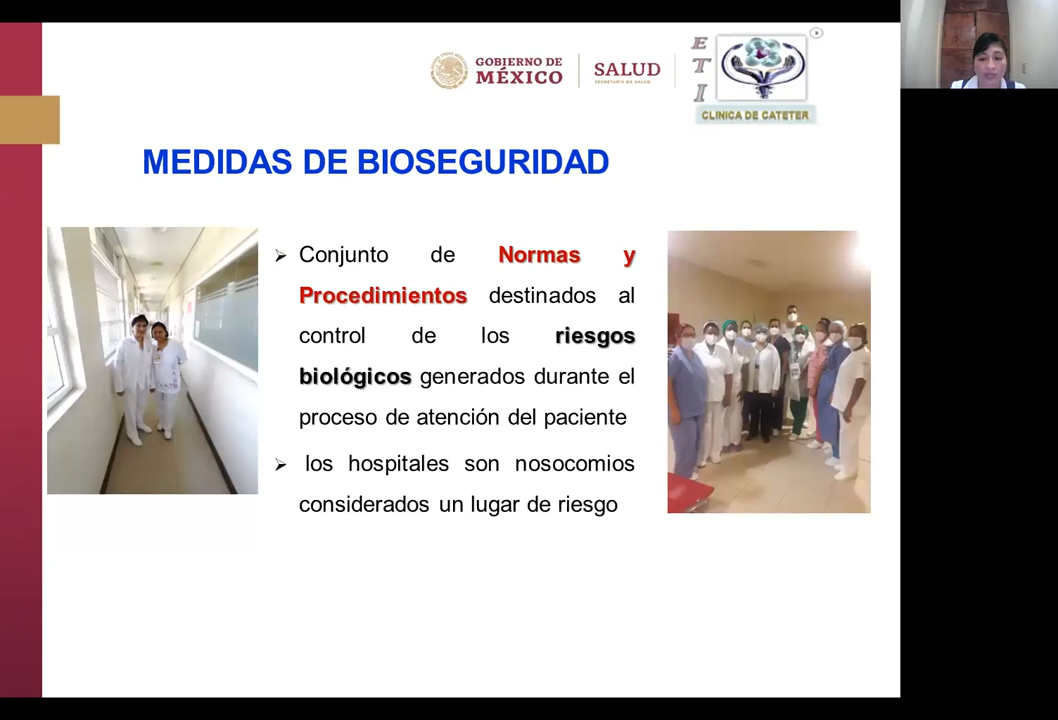 GOBIERNO DE
MÉXICO
SALUD
SECRETARÍA DE SALUD
ETI
CLINICA DE CATETER
MEDIDAS DE BIOSEGURIDAD
Conjunto de Normas y
Procedimientos destinados al
control de los riesgos
biológicos generados durante el
proceso de atención del paciente
los hospitales son nosocomios
considerados un lugar de riesgo